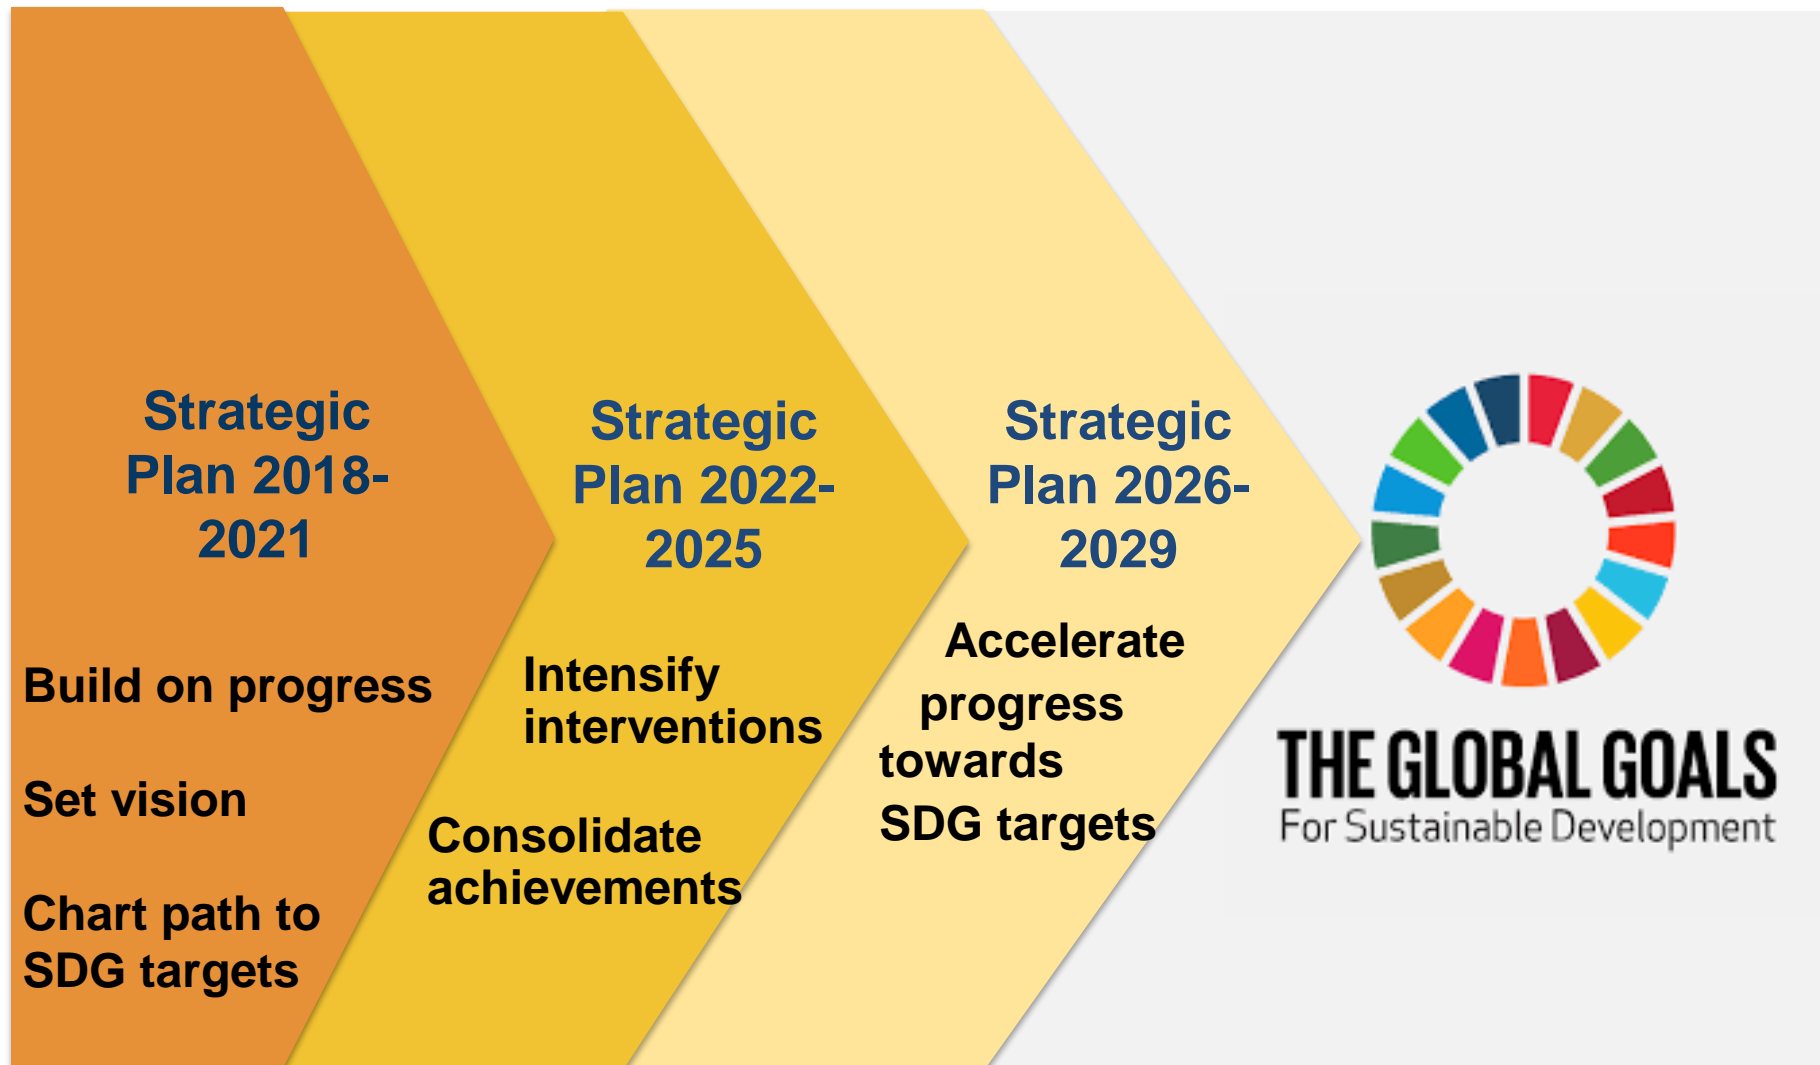 Strategic
Plan 2018-
2021
Build on progress
Set vision
Chart path to
SDG targets
Strategic
Plan 2022-
2025
Intensify
interventions
Consolidate
achievements
Strategic
Plan 2026-
2029
Accelerate
progress
towards
SDG targets
THE GLOBAL GOALS
For Sustainable Development